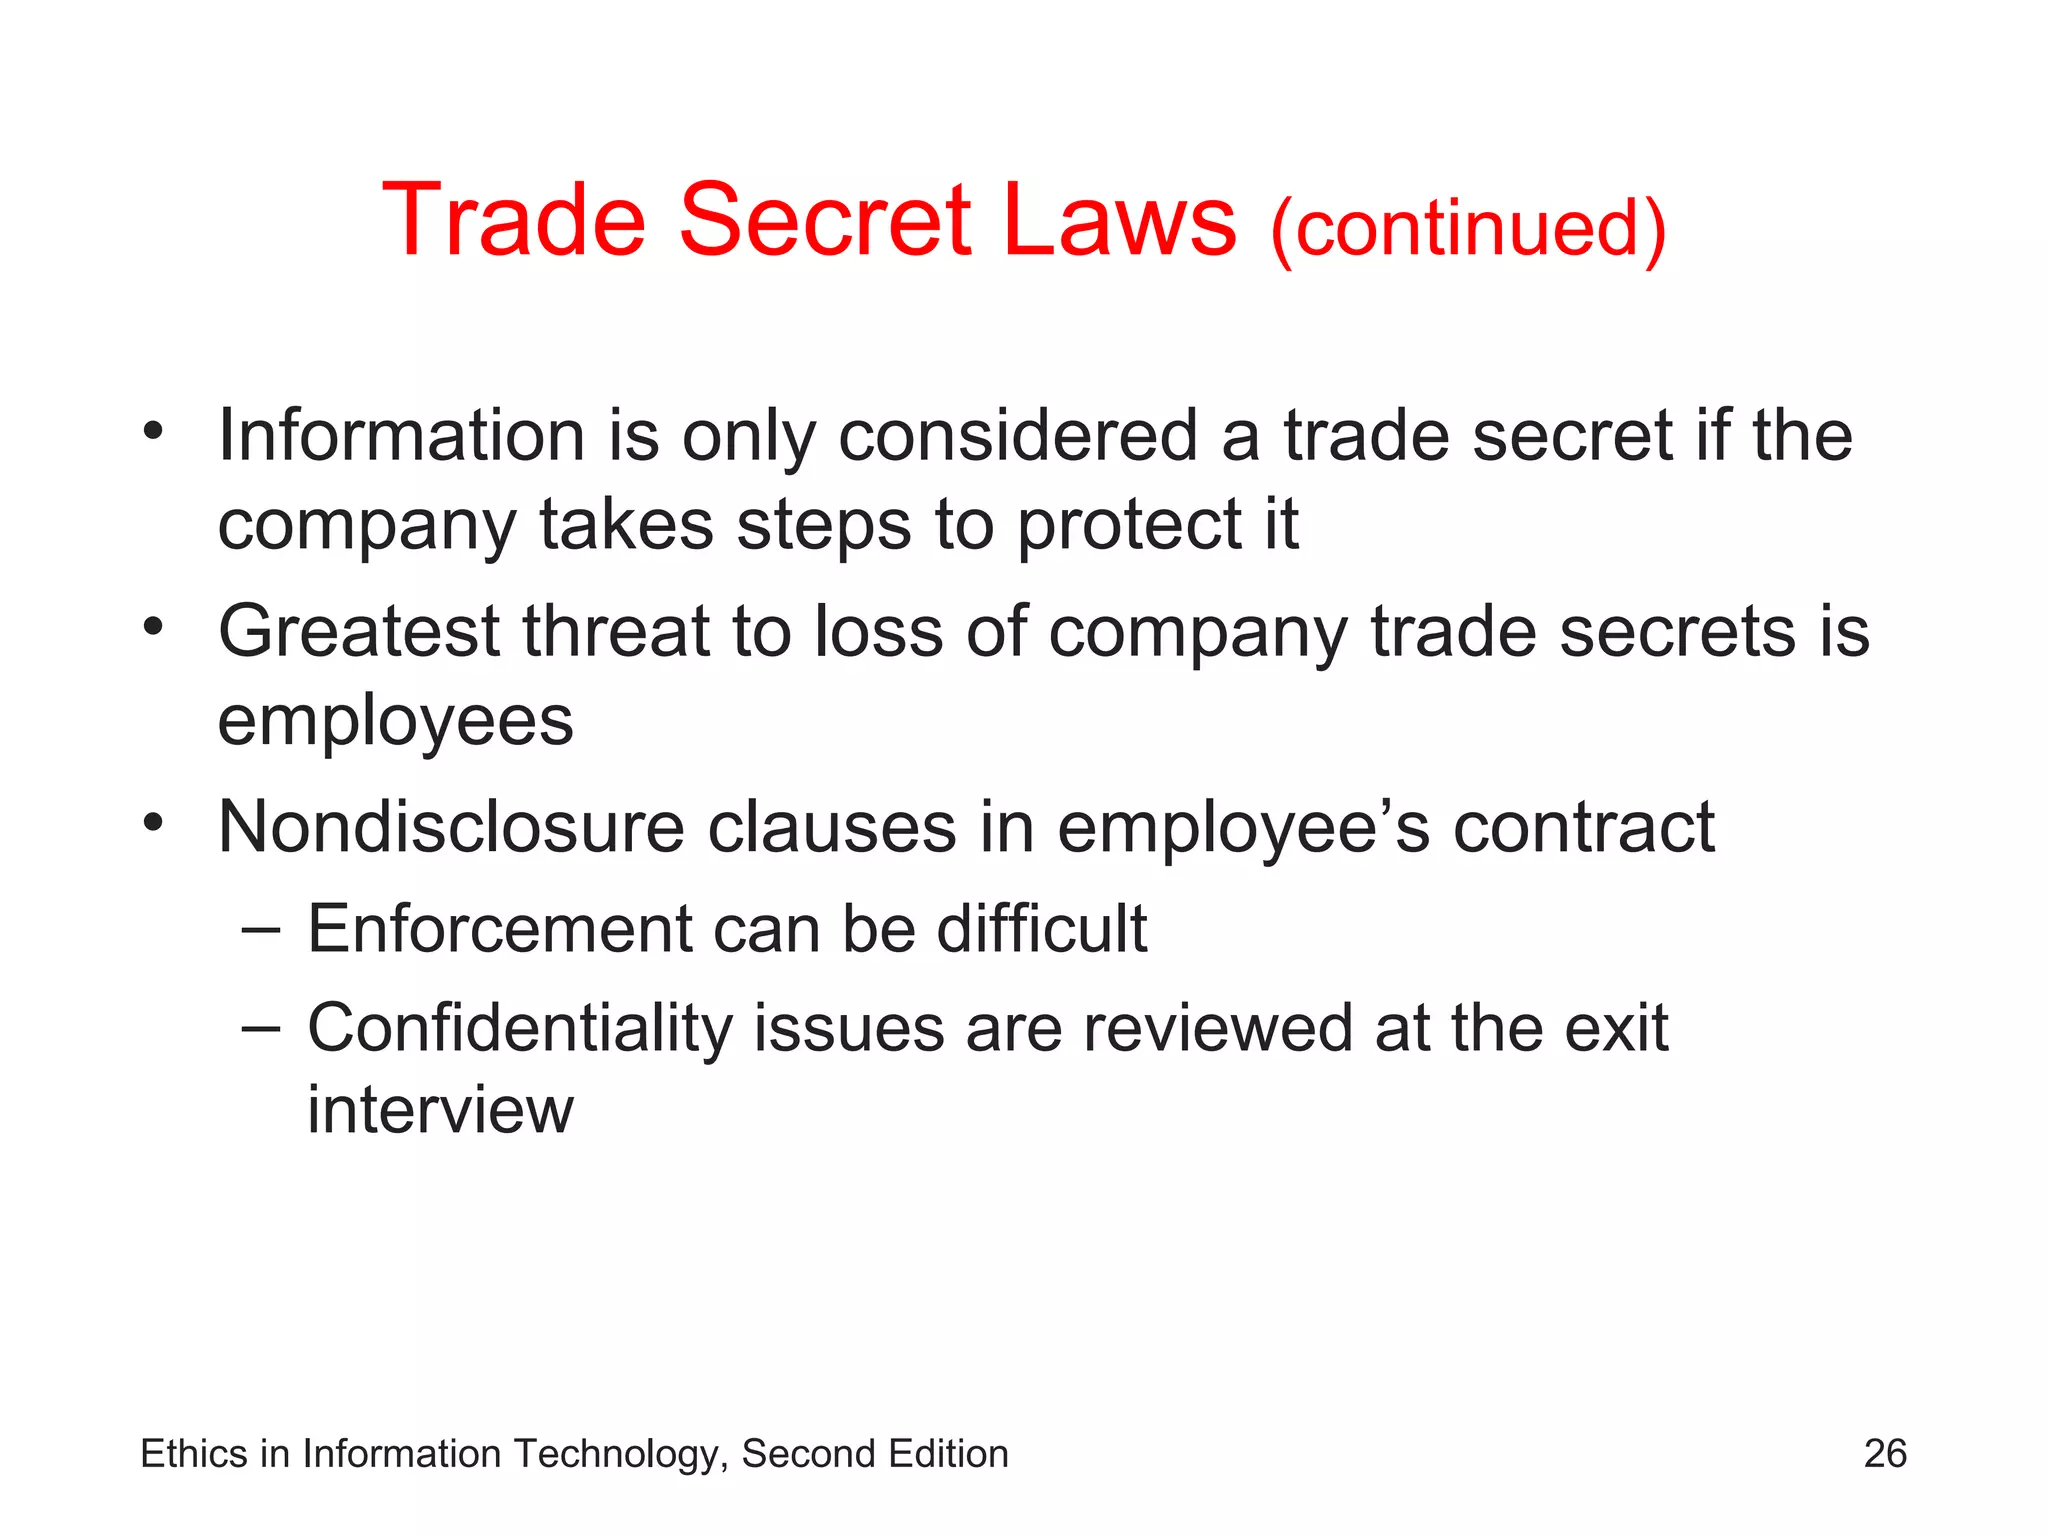 Trade Secret Laws (continued)
• Information is only considered a trade secret if the
company takes steps to protect it
• Greatest threat to loss of company trade secrets is
employees
• Nondisclosure clauses in employee’s contract
– Enforcement can be difficult
– Confidentiality issues are reviewed at the exit
interview
Ethics in Information Technology, Second Edition
26